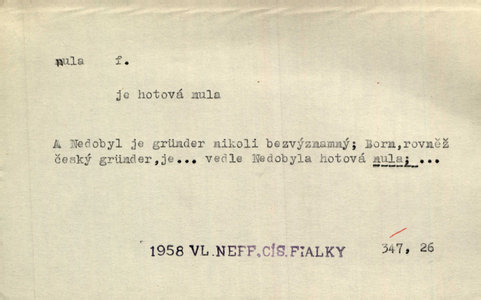 nula f.
je hotová nula
A Nedobyl je gründer nikoli bezvýznamný; Born,rovněž
český gründer,je... vedle Nedobyla hotová nula; ...
1958 VL.NEFF.CÍS.FIALKY 347, 26